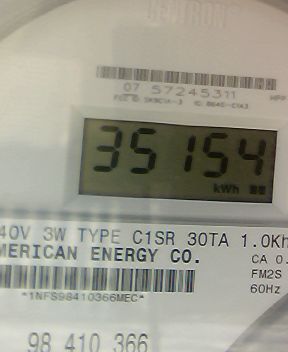 CENTRON
07 57245311
35154
kWh
40V 3W TYPE C1SR 30TA 1.0Kh
MERICAN ENERGY CO.
CA 0.
FM2S
60Hz
*1NFS98410366MEC*
98 410 366